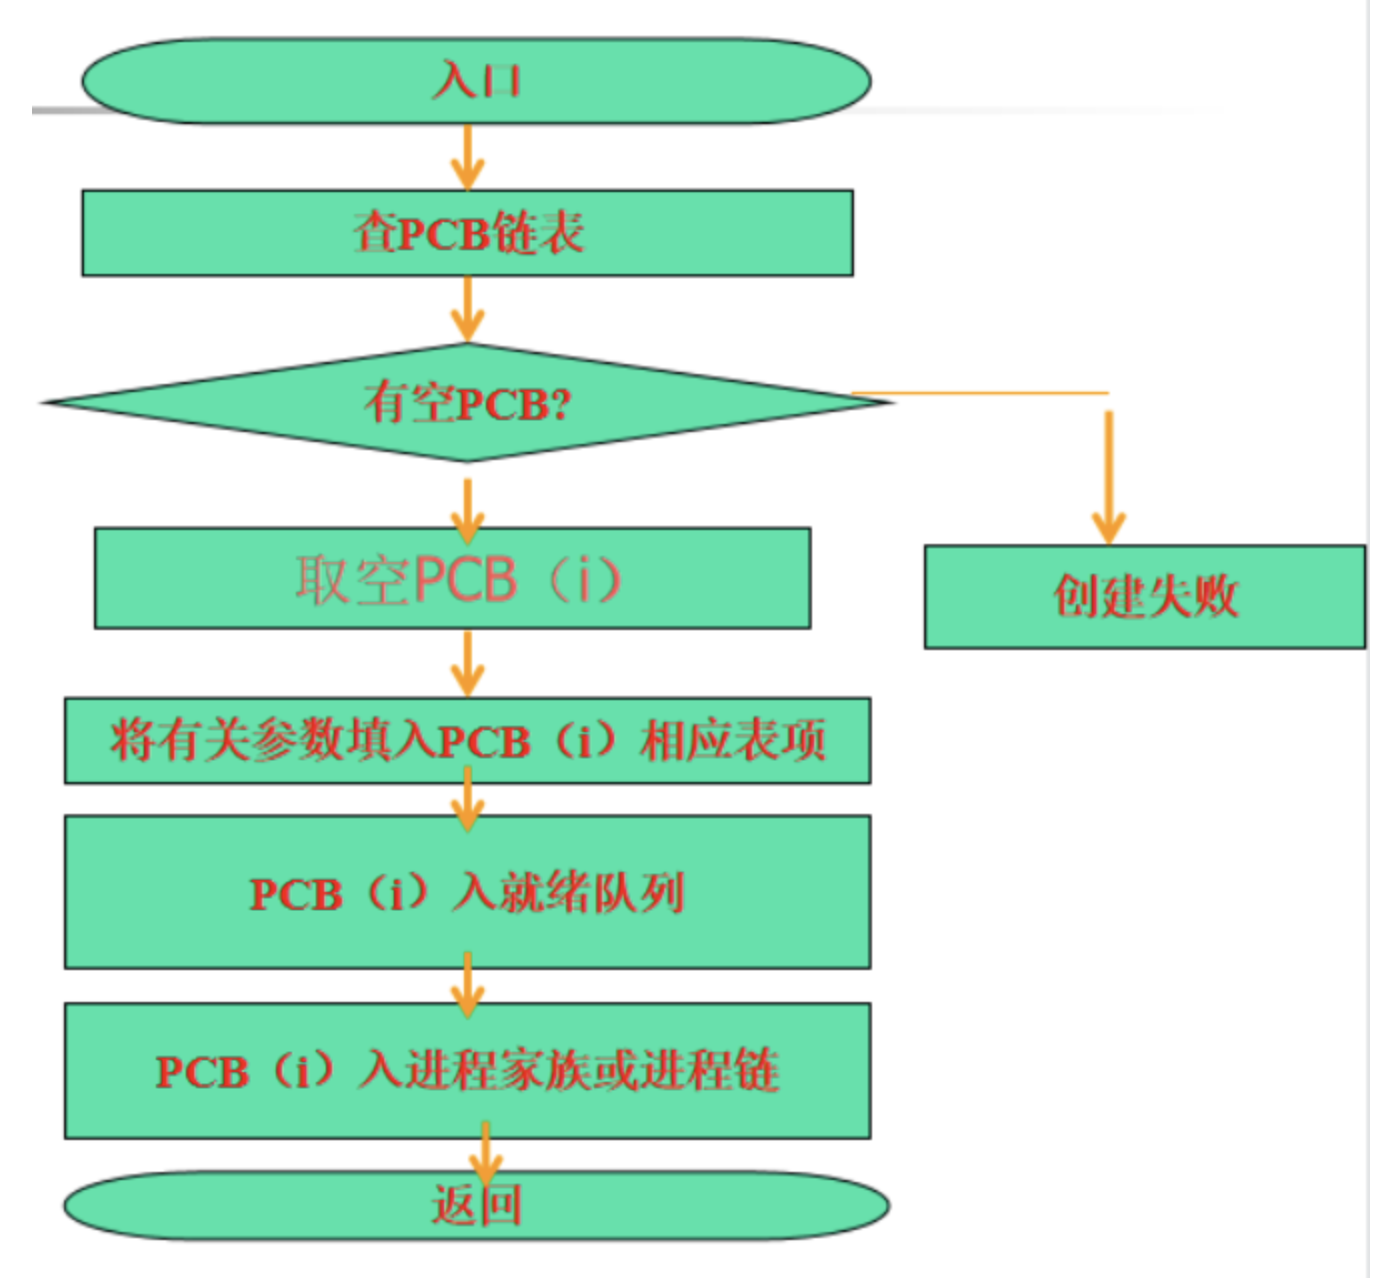 入口
查PCB链表
有空PCB?
取空PCB（i）
创建失败
将有关参数填入PCB（i）相应表项
PCB（i）入就绪队列
PCB（i）入进程家族或进程链
返回